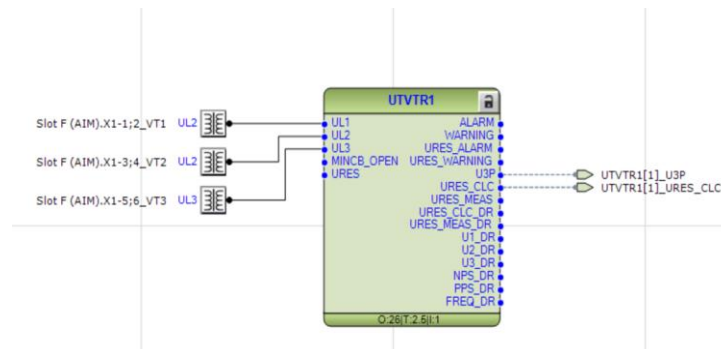 UTVTR1
Slot F (AIM).X1-1;2_VT1 UL2
Slot F (AIM).X1-3;4_VT2 UL2
Slot F (AIM).X1-5;6_VT3 UL3
UL1 ALARM
UL2 WARNING
UL3 URES_ALARM
MINCB_OPEN URES_WARNING
URES U3P
URES_CLC
URES_MEAS
URES_CLC_DR
URES_MEAS_DR
U1_DR
U2_DR
U3_DR
NPS_DR
PPS_DR
FREQ_DR
O:26|T:2.5|I:1
UTVTR1[1]_U3P
UTVTR1[1]_URES_CLC